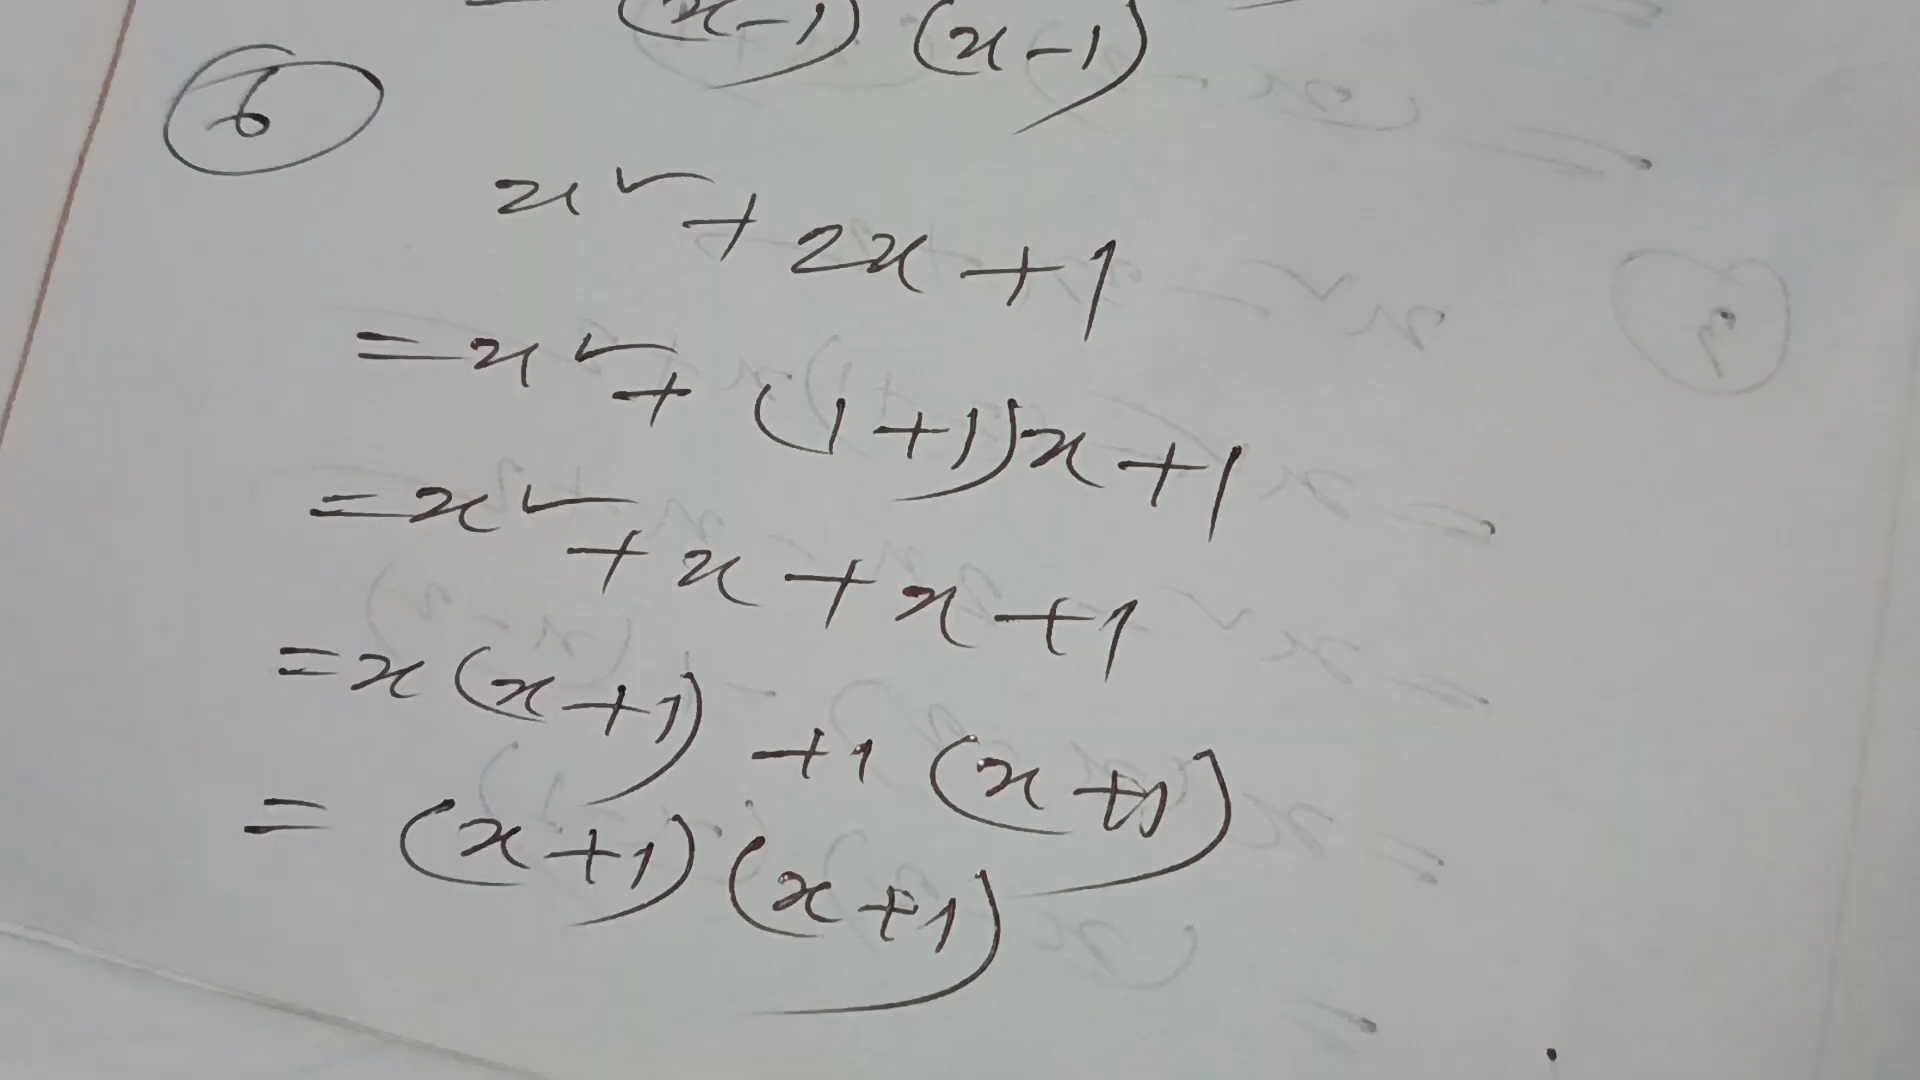 = (x-1) (x-1)
6
x² + 2x + 1
= x² + (1+1)x + 1
= x² + x + x + 1
= x (x+1) + 1 (x+1)
= (x+1) (x+1)